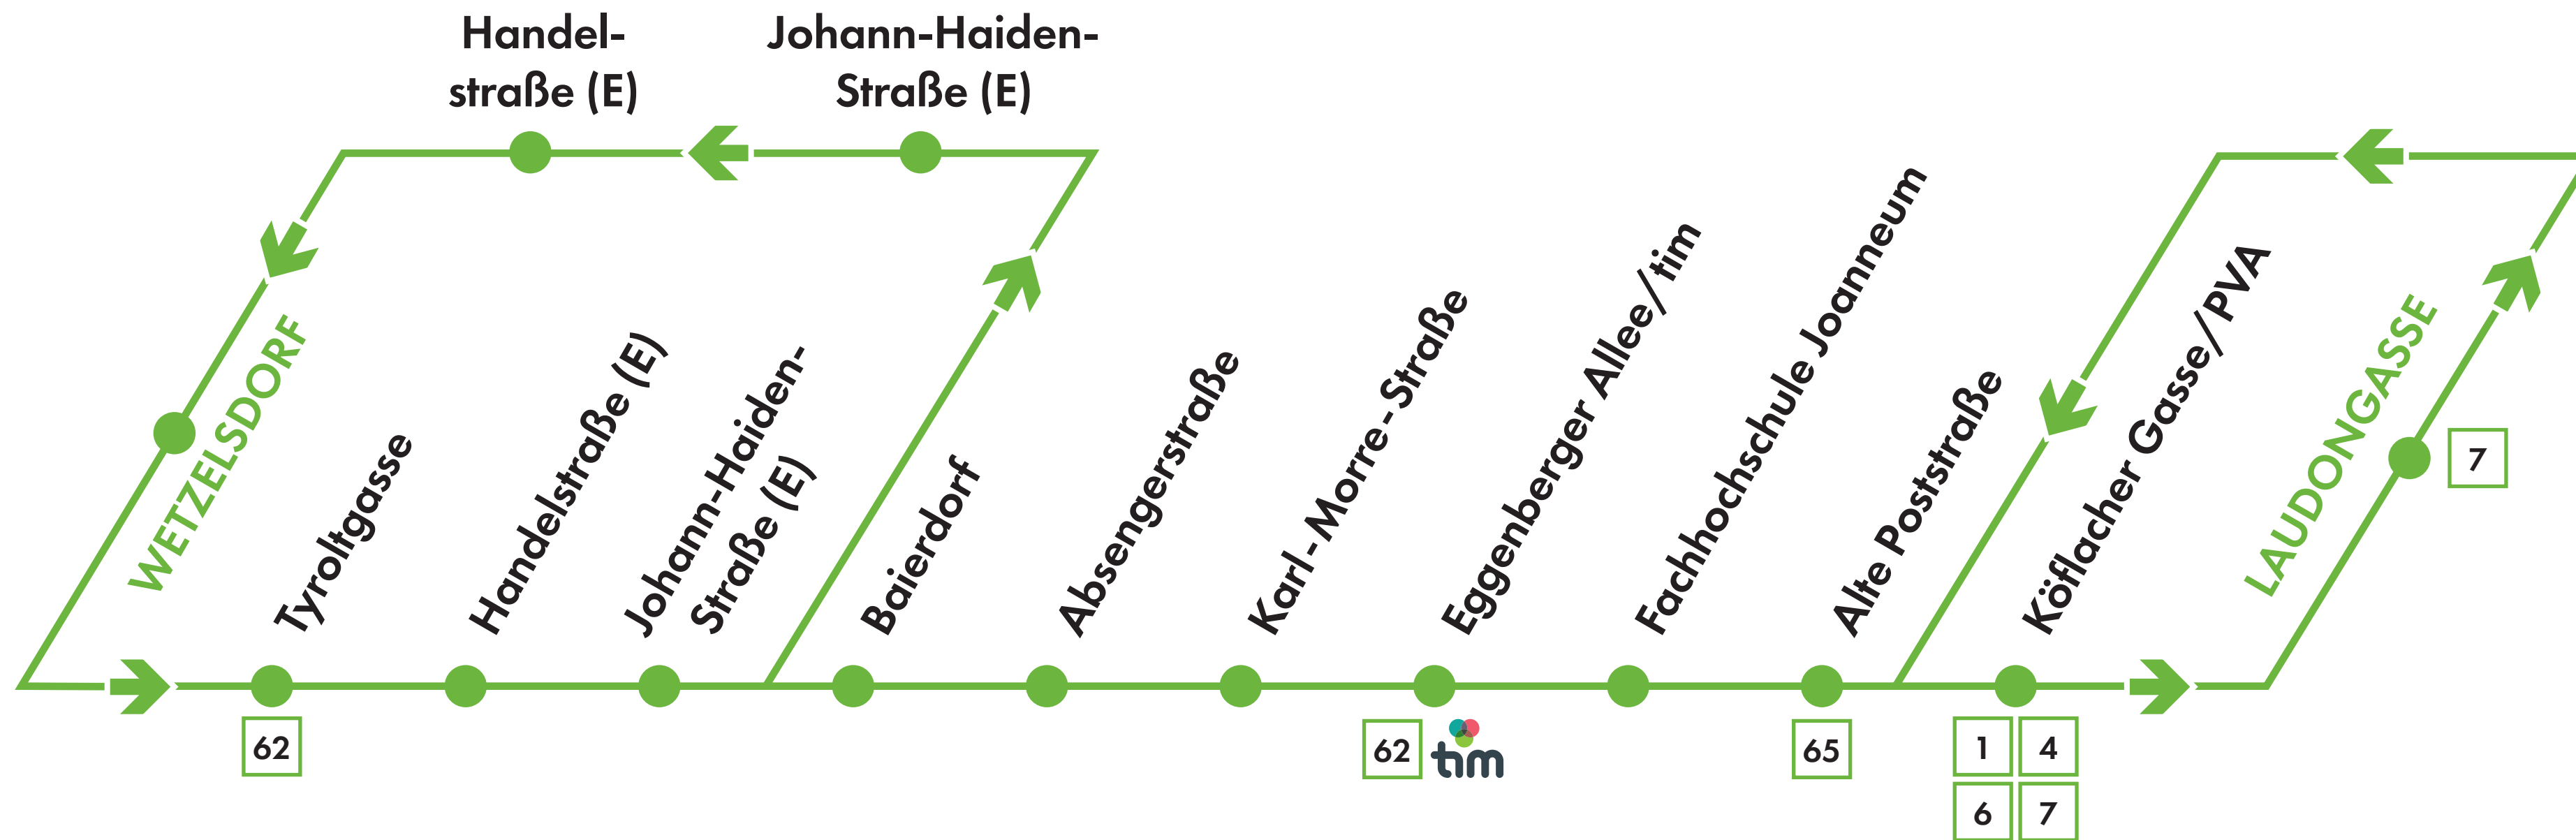 Handel-
straße (E)
Johann-Haiden-
Straße (E)
WETZELSDORF
Tyroltgasse
Handelstraße (E)
Johann-Haiden-
Straße (E)
Baierdorf
Absengerstraße
Karl-Morre-Straße
Eggenberger Allee/tim
Fachhochschule Joanneum
Alte Poststraße
Köflacher Gasse/PVA
LAUDONGASSE
7
62
62 tim
65
1 4
6 7